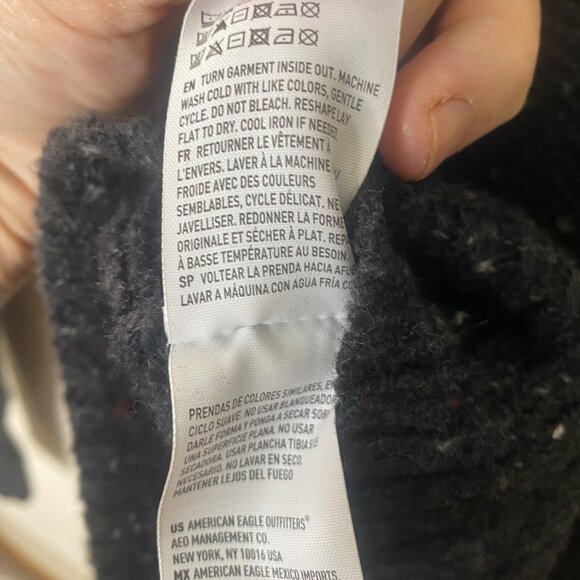 EN TURN GARMENT INSIDE OUT. MACHINE
WASH COLD WITH LIKE COLORS, GENTLE
CYCLE. DO NOT BLEACH. RESHAPE LAY
FLAT TO DRY. COOL IRON IF NEEDED
FR RETOURNER LE VÊTEMENT À
L'ENVERS. LAVER À LA MACHINE
FROIDE AVEC DES COULEURS
SEMBLABLES, CYCLE DÉLICAT. NE
JAVELLISER. REDONNER LA FORME
ORIGINALE ET SÉCHER À PLAT.
À BASSE TEMPÉRATURE AU BESOIN.
SP VOLTEAR LA PRENDA HACIA
LAVAR A MÁQUINA CON AGUA FRÍA
PRENDAS DE COLORES SIMILARES,
CICLO SUAVE. NO USAR BLANQUEADOR
DARLE FORMA Y PONGA A SECAR
UNA SUPERFICIE PLANA. NO USAR
SECADORA. USAR PLANCHA TIBIA
NECESARIO. NO LAVAR EN SECO.
MANTENER LEJOS DEL FUEGO
US AMERICAN EAGLE OUTFITTERS®
AEO MANAGEMENT CO.
NEW YORK, NY 10016 USA
MX AMERICAN EAGLE MEXICO IMPORTS